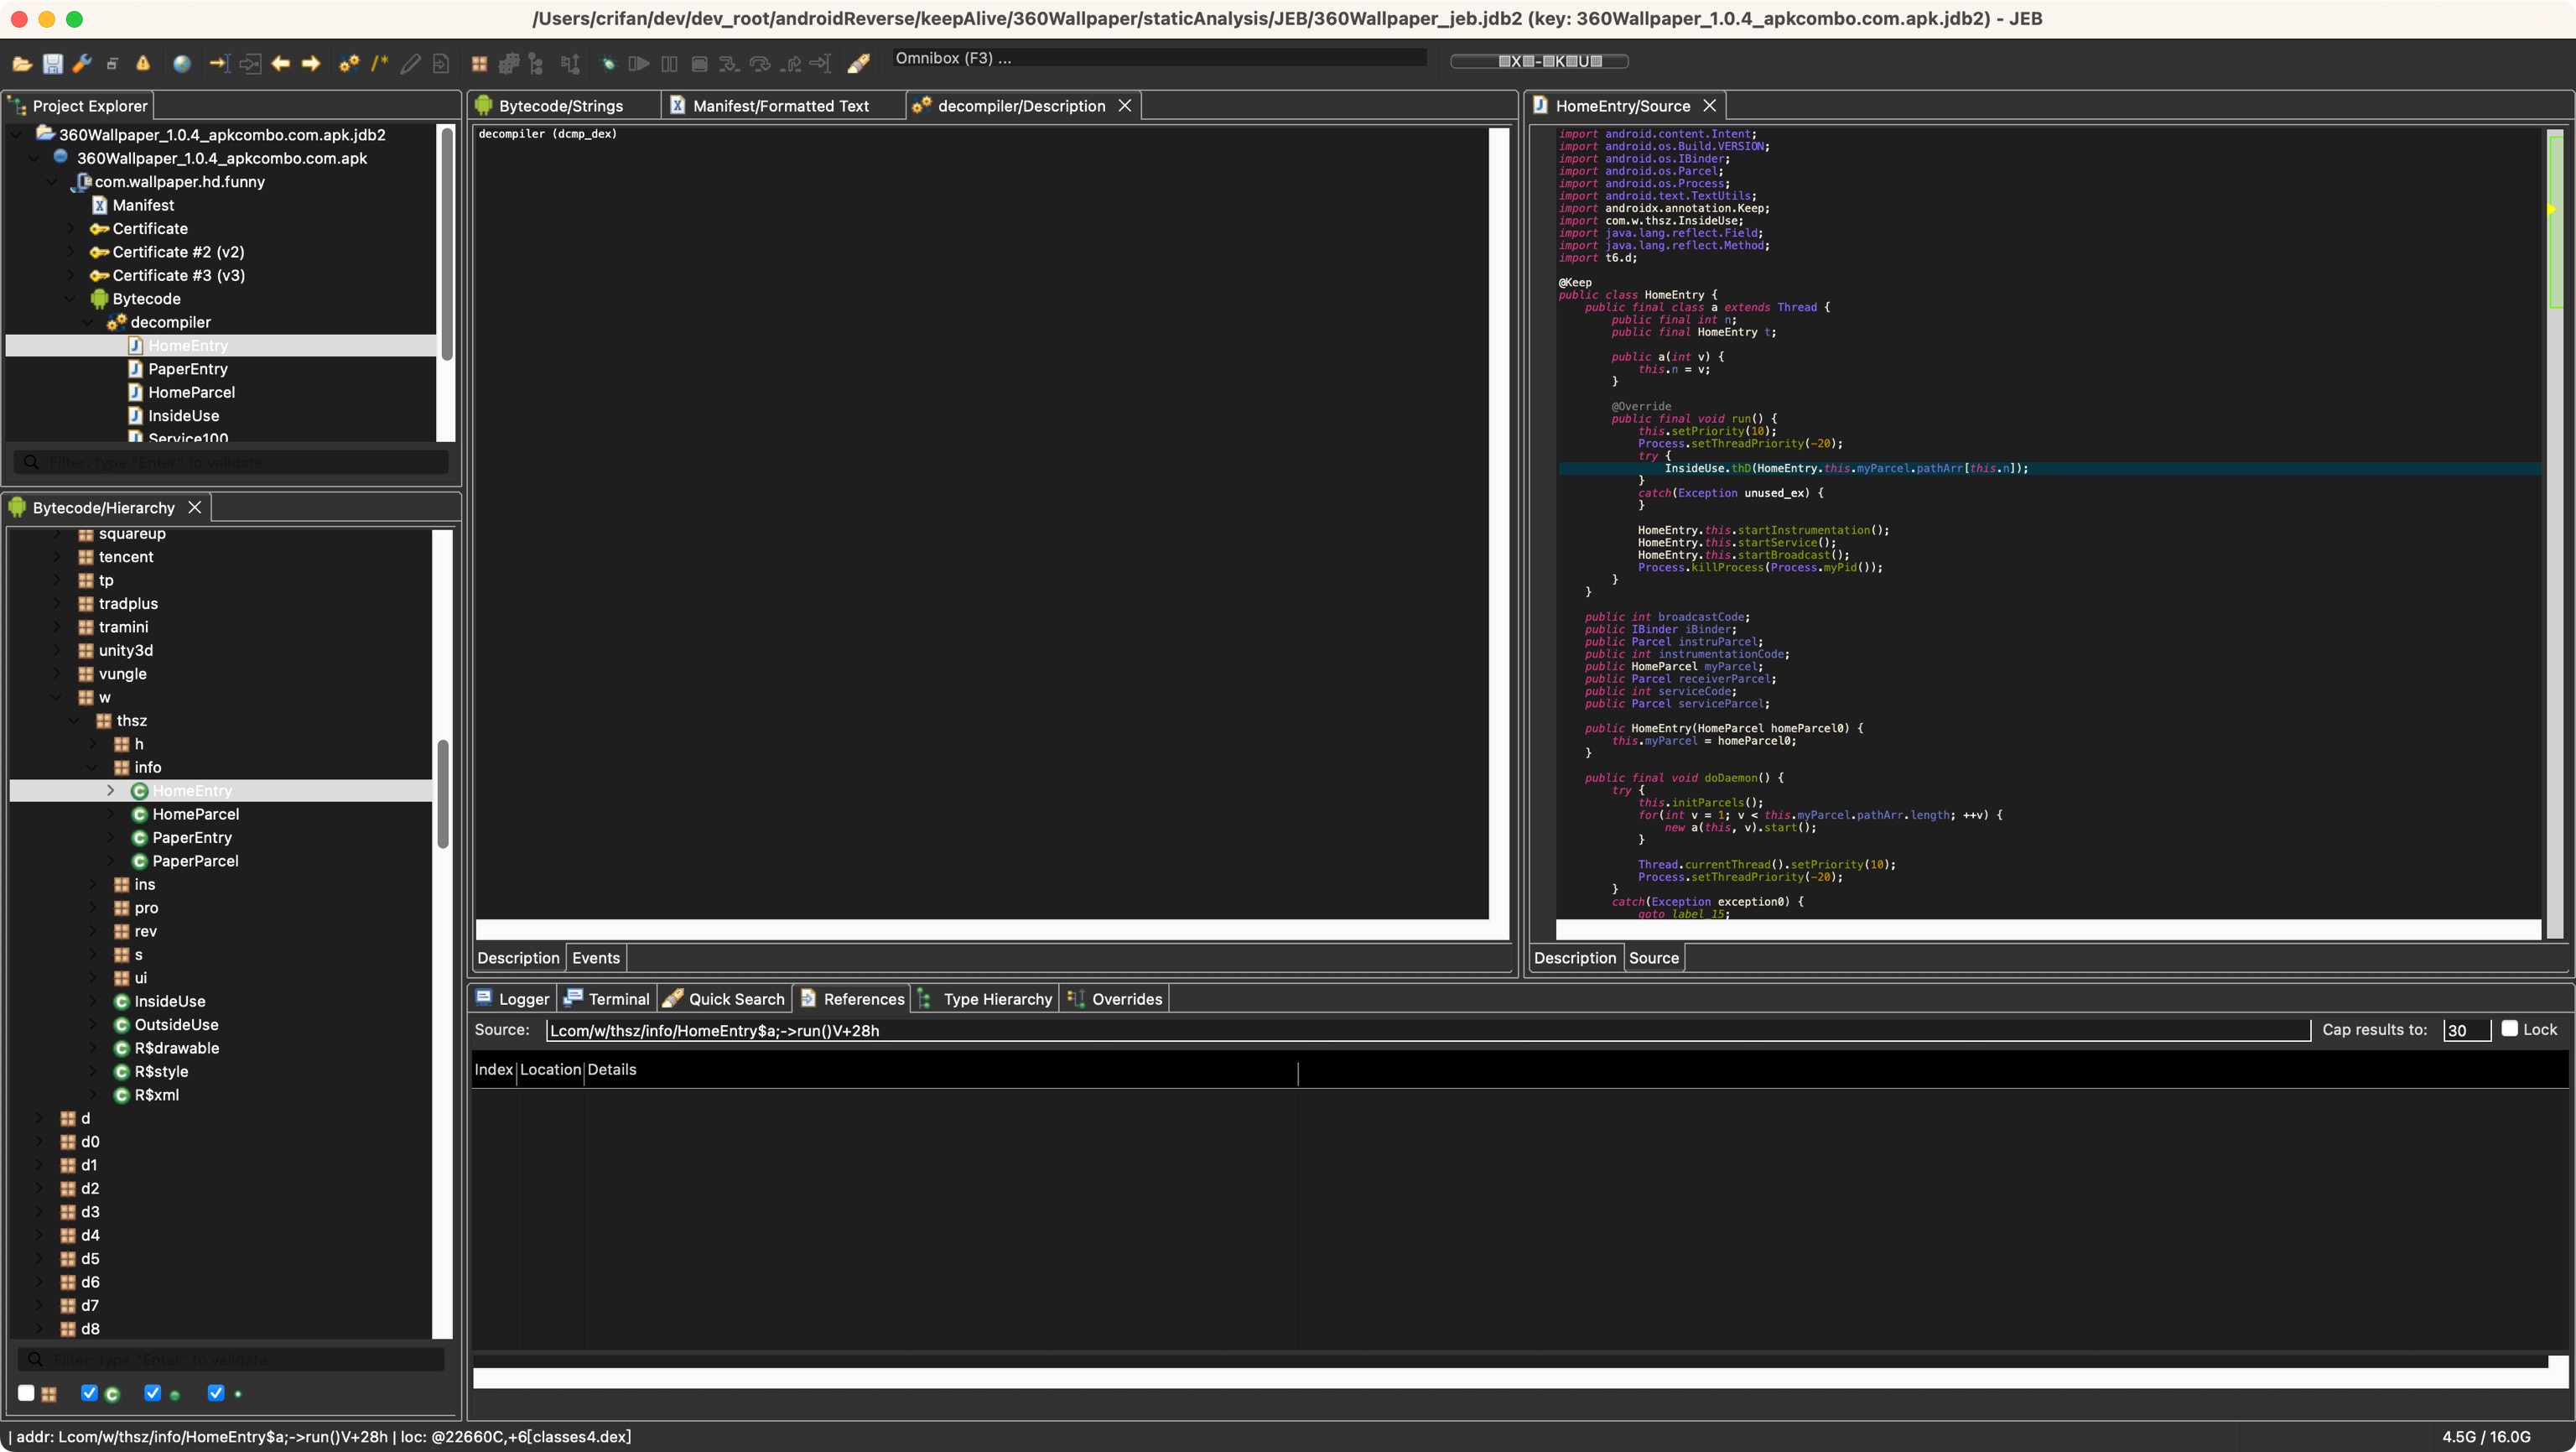 /Users/crifan/dev/dev_root/androidReverse/keepAlive/360Wallpaper/staticAnalysis/JEB/360Wallpaper_jeb.jdb2 (key: 360Wallpaper_1.0.4_apkcombo.com.apk.jdb2) - JEB
Omnibox (F3) ...
Project Explorer
360Wallpaper_1.0.4_apkcombo.com.apk.jdb2
360Wallpaper_1.0.4_apkcombo.com.apk
com.wallpaper.hd.funny
Manifest
Certificate
Certificate #2 (v2)
Certificate #3 (v3)
Bytecode
decompiler
HomeEntry
PaperEntry
HomeParcel
InsideUse
Service100
Filter: type "Enter" to validate
Bytecode/Hierarchy
squareup
tencent
tp
tradplus
tramini
unity3d
vungle
w
thsz
h
info
HomeEntry
HomeParcel
PaperEntry
PaperParcel
ins
pro
rev
s
ui
InsideUse
OutsideUse
R$drawable
R$style
R$xml
d
d0
d1
d2
d3
d4
d5
d6
d7
d8
Filter: type "Enter" to validate
Bytecode/Strings
Manifest/Formatted Text
decompiler/Description
decompiler (dcmp_dex)
Description
Events
HomeEntry/Source
import android.content.Intent;
import android.os.Build.VERSION;
import android.os.IBinder;
import android.os.Parcel;
import android.os.Process;
import android.text.TextUtils;
import androidx.annotation.Keep;
import com.w.thsz.InsideUse;
import java.lang.reflect.Field;
import java.lang.reflect.Method;
import t6.d;
@Keep
public class HomeEntry {
public final class a extends Thread {
public final int n;
public final HomeEntry t;
public a(int v) {
this.n = v;
}
@Override
public final void run() {
this.setPriority(10);
Process.setThreadPriority(-20);
try {
InsideUse.thD(HomeEntry.this.myParcel.pathArr[this.n]);
}
catch(Exception unused_ex) {
}
HomeEntry.this.startInstrumentation();
HomeEntry.this.startService();
HomeEntry.this.startBroadcast();
Process.killProcess(Process.myPid());
}
}
public int broadcastCode;
public IBinder iBinder;
public Parcel instruParcel;
public int instrumentationCode;
public HomeParcel myParcel;
public Parcel receiverParcel;
public int serviceCode;
public Parcel serviceParcel;
public HomeEntry(HomeParcel homeParcel0) {
this.myParcel = homeParcel0;
}
public final void doDaemon() {
try {
this.initParcels();
for(int v = 1; v < this.myParcel.pathArr.length; ++v) {
new a(this, v).start();
}
Thread.currentThread().setPriority(10);
Process.setThreadPriority(-20);
}
catch(Exception exception0) {
goto label_15;
Description
Source
Logger
Terminal
Quick Search
References
Type Hierarchy
Overrides
Source:
Lcom/w/thsz/info/HomeEntry$a;->run()V+28h
Cap results to:
30
Lock
Index
Location
Details
| addr: Lcom/w/thsz/info/HomeEntry$a;->run()V+28h | loc: @22660C,+6[classes4.dex]
4.5G / 16.0G